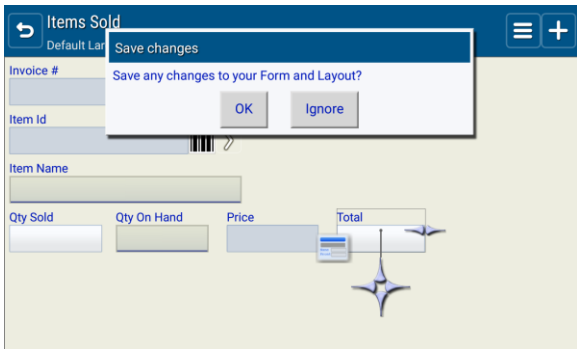 Items Sold
Default Lar
Save changes
Save any changes to your Form and Layout?
OK
Ignore
Invoice #
Item Id
Item Name
Qty Sold
Qty On Hand
Price
Total